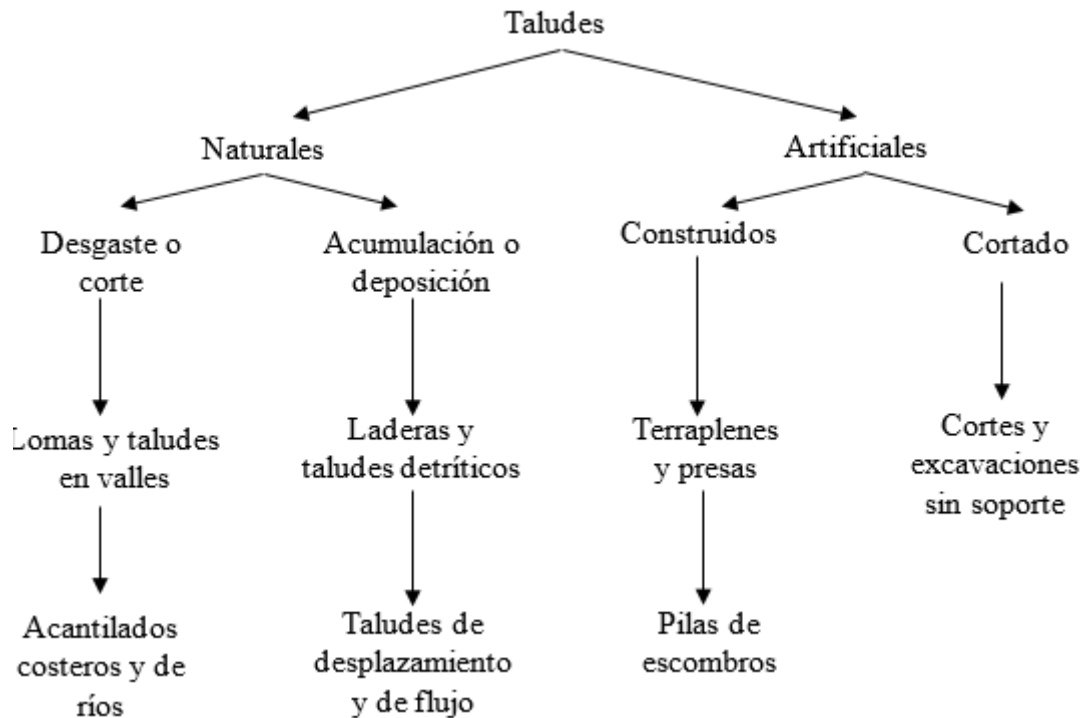 Taludes
Naturales
Artificiales
Desgaste o
corte
Acumulación o
deposición
Construidos
Cortado
Lomas y taludes
en valles
Laderas y
taludes detríticos
Terraplenes
y presas
Cortes y
excavaciones
sin soporte
Acantilados
costeros y de
ríos
Taludes de
desplazamiento
y de flujo
Pilas de
escombros